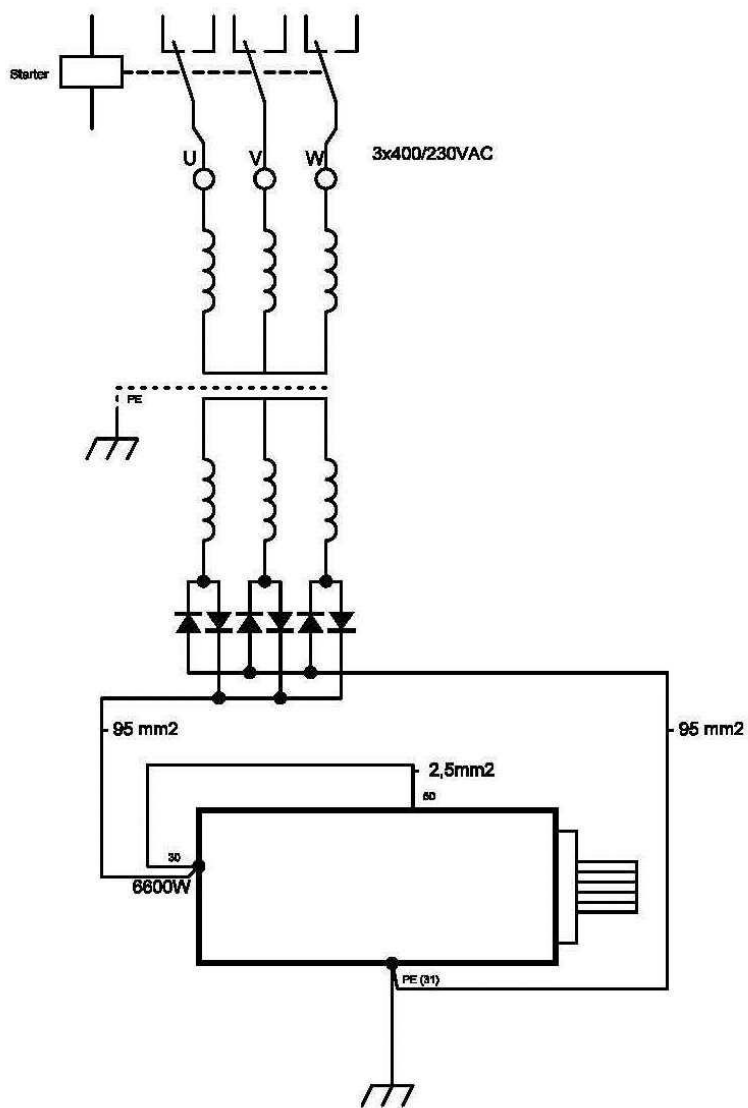 Starter
U V W
3x400/230VAC
PE
95 mm2
95 mm2
2,5mm2
50
30
6600W
PE (31)